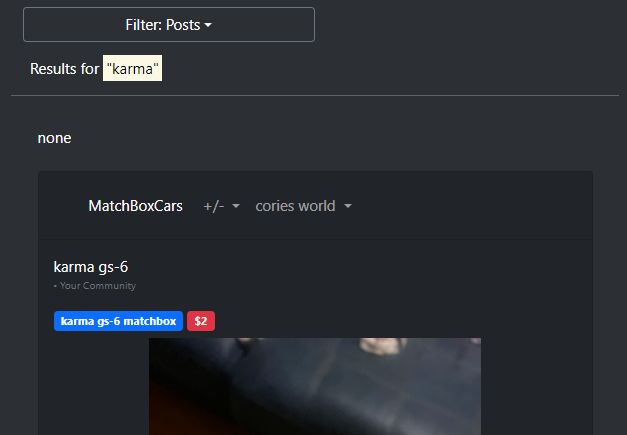 Filter: Posts
Results for "karma"
none
MatchBoxCars +/- cories world
karma gs-6
• Your Community
karma gs-6 matchbox $2